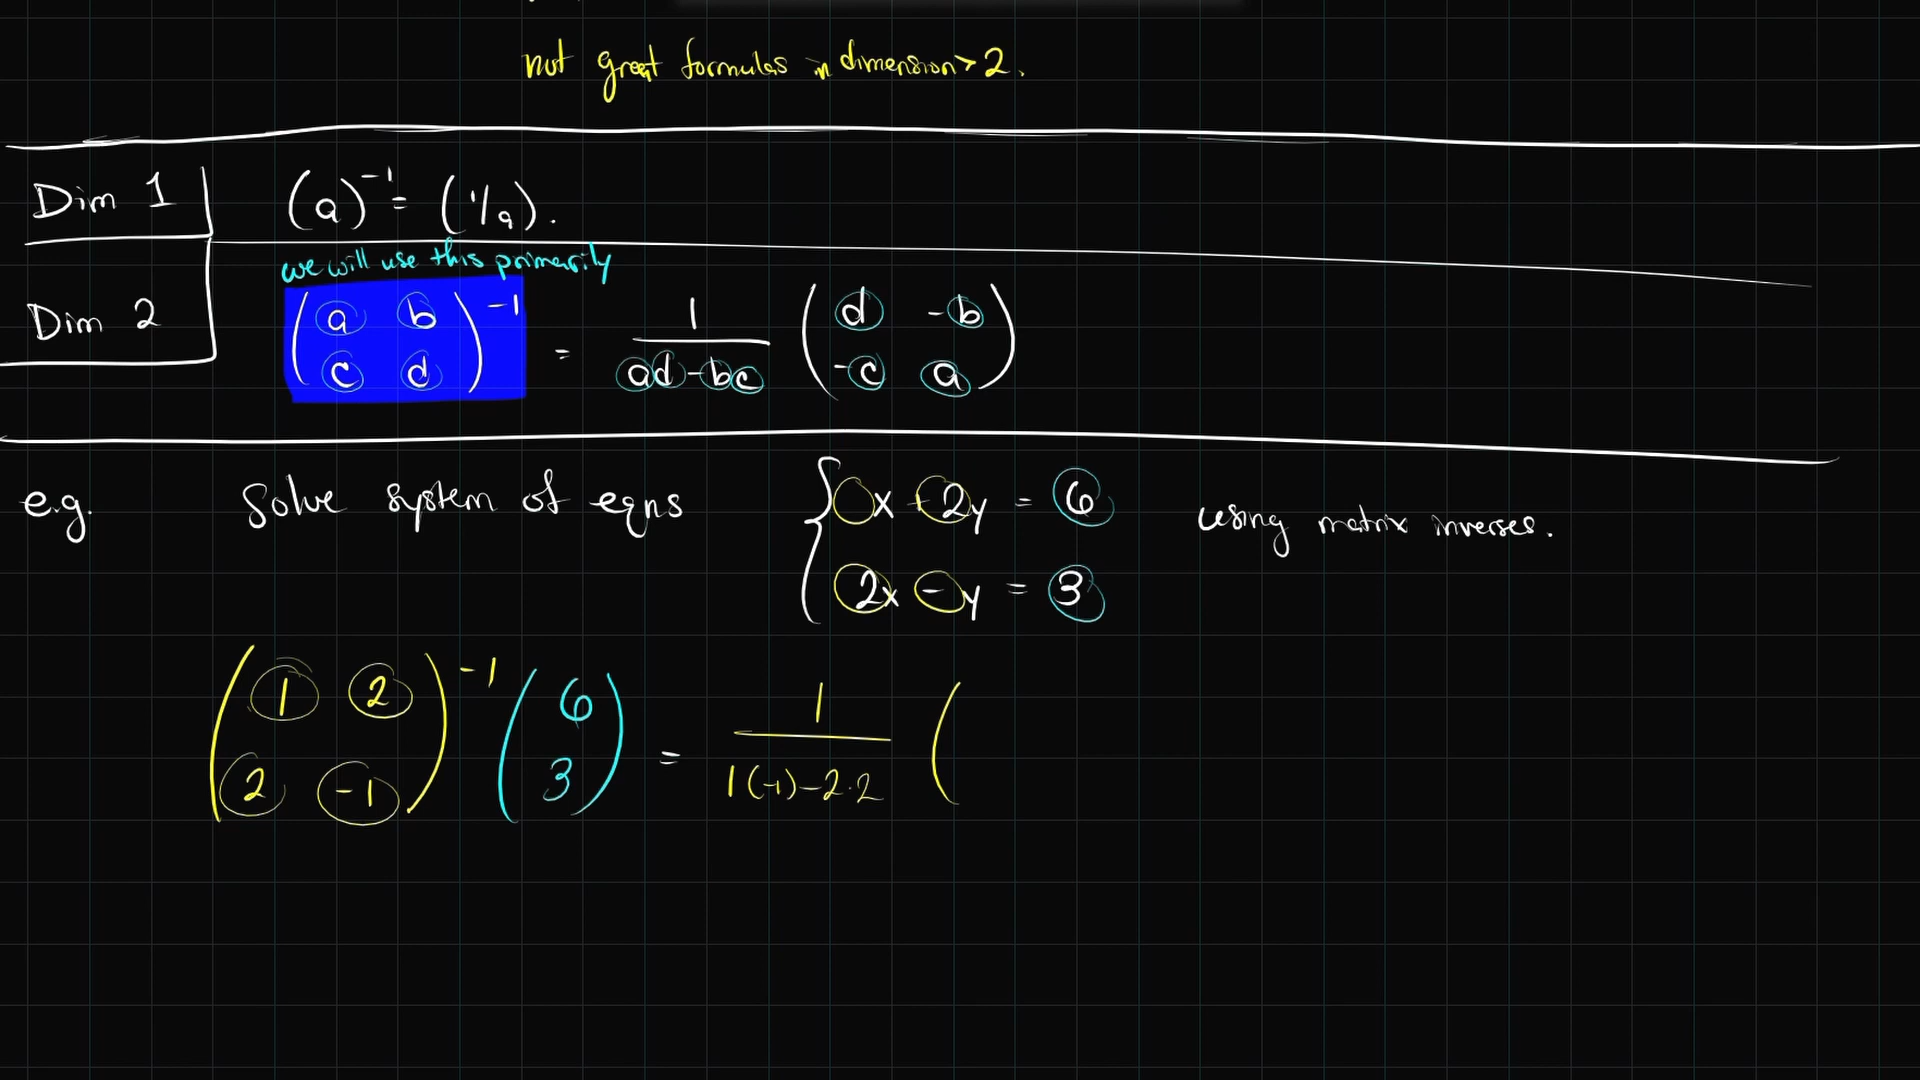 not great formulas in dimension > 2.
Dim 1 (a)^-1 = (1/a).
we will use this primarily
Dim 2 (a b; c d)^-1 = 1/(ad-bc) (d -b; -c a)
e.g. Solve system of eqns { x + 2y = 6 using matrix inverses.
2x - y = 3
(1 2; 2 -1)^-1 (6; 3) = 1/(1(-1)-2·2) (